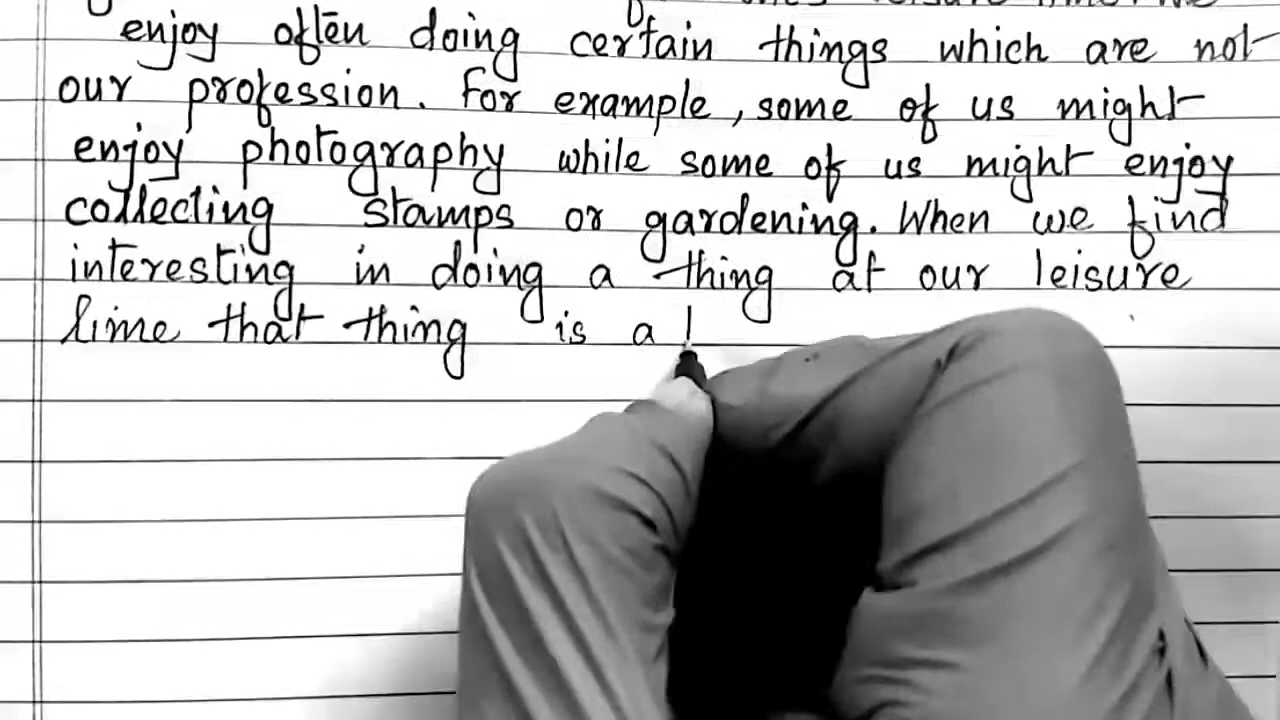 enjoy often doing certain things which are not
our profession. For example, some of us might
enjoy photography while some of us might enjoy
collecting stamps or gardening. When we find
interesting in doing a thing at our leisure
lime that thing is a